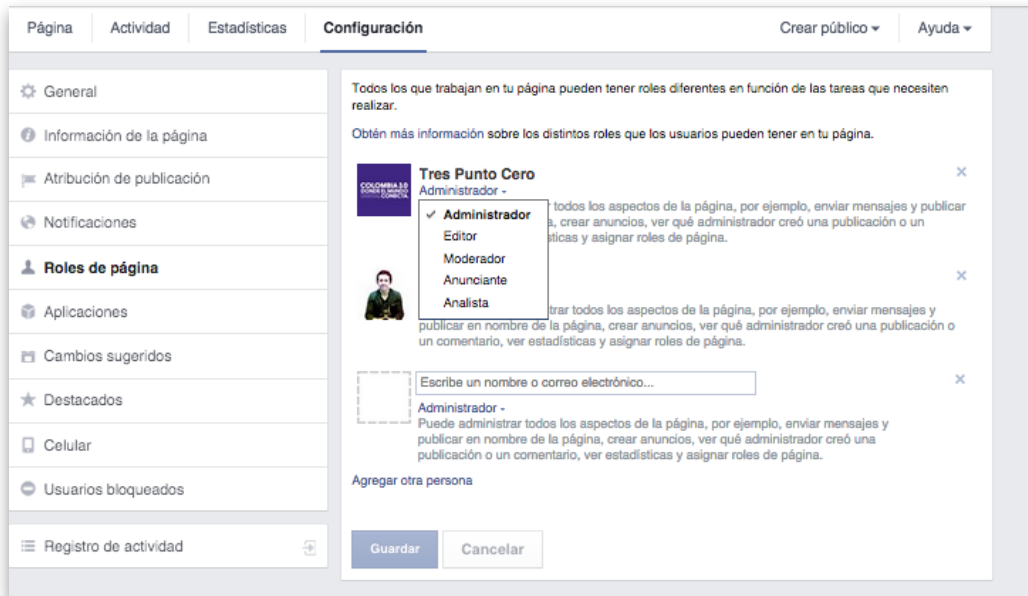 Página Actividad Estadísticas Configuración Crear público Ayuda
General
Información de la página
Atribución de publicación
Notificaciones
Roles de página
Aplicaciones
Cambios sugeridos
Destacados
Celular
Usuarios bloqueados
Registro de actividad
Todos los que trabajan en tu página pueden tener roles diferentes en función de las tareas que necesiten
realizar.
Obtén más información sobre los distintos roles que los usuarios pueden tener en tu página.
COLOMBIA 3.0
DONDE EL MUNDO
CONECTA
Tres Punto Cero
Administrador
todos los aspectos de la página, por ejemplo, enviar mensajes y publicar
, crear anuncios, ver qué administrador creó una publicación o un
sticas y asignar roles de página.
Administrador
Editor
Moderador
Anunciante
Analista
trar todos los aspectos de la página, por ejemplo, enviar mensajes y
publicar en nombre de la página, crear anuncios, ver qué administrador creó una publicación o
un comentario, ver estadísticas y asignar roles de página.
Escribe un nombre o correo electrónico...
Administrador
Puede administrar todos los aspectos de la página, por ejemplo, enviar mensajes y
publicar en nombre de la página, crear anuncios, ver qué administrador creó una
publicación o un comentario, ver estadísticas y asignar roles de página.
Agregar otra persona
Guardar Cancelar